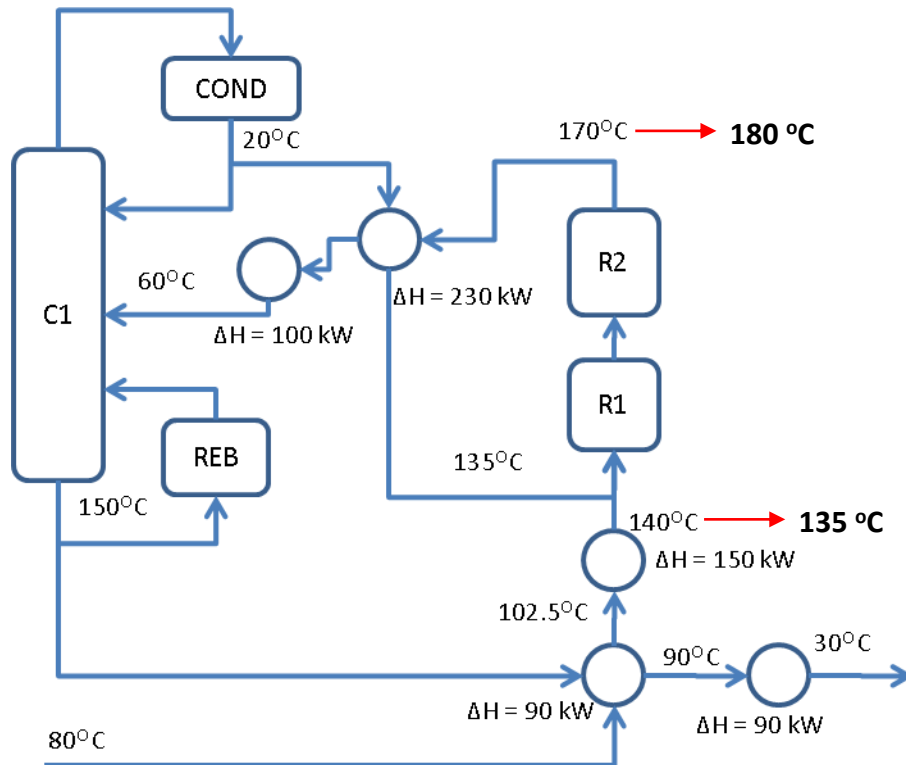 COND
20°C
170°C
180 °C
R2
60°C
C1
ΔH = 230 kW
ΔH = 100 kW
R1
REB
135°C
150°C
140°C
135 °C
ΔH = 150 kW
102.5°C
90°C
30°C
ΔH = 90 kW
ΔH = 90 kW
80°C